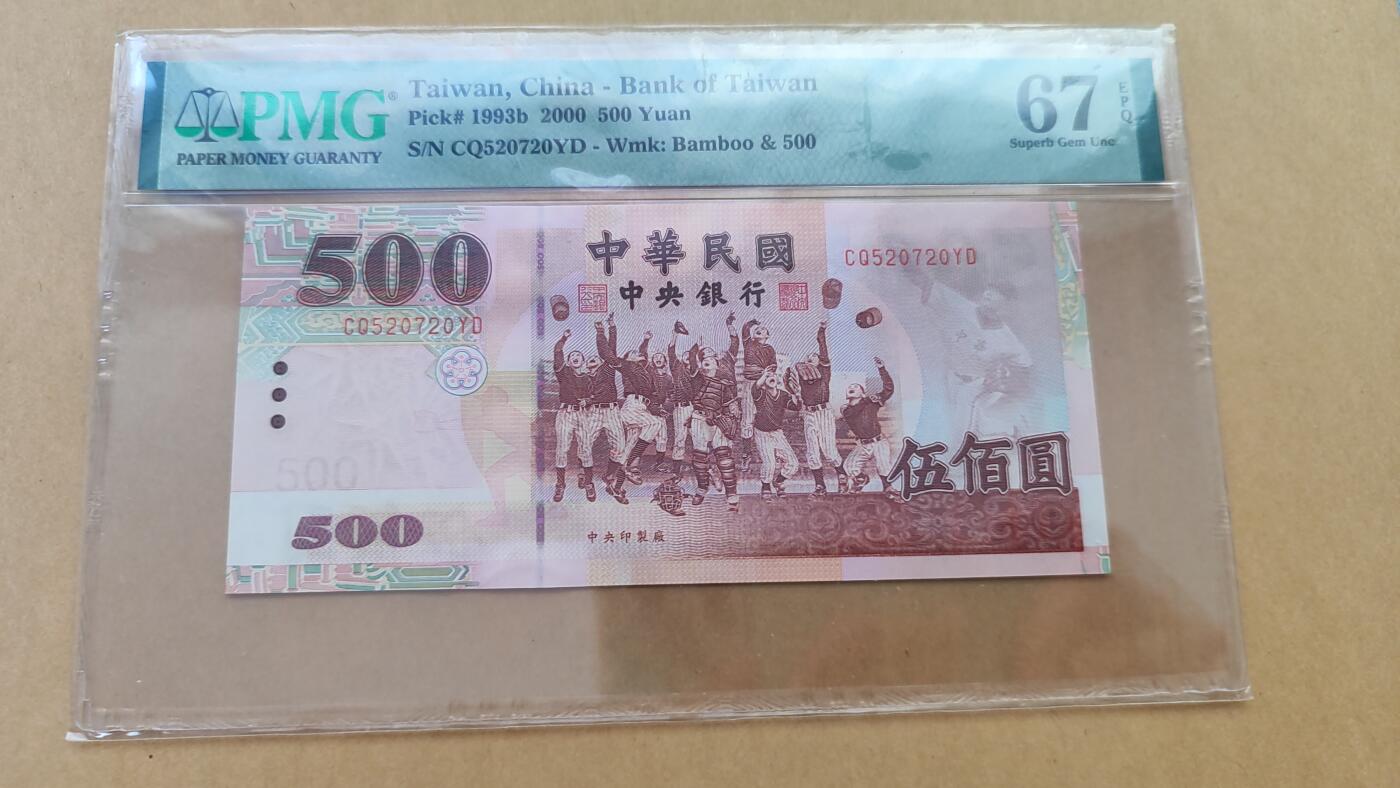 PMG®
PAPER MONEY GUARANTY
Taiwan, China - Bank of Taiwan
Pick# 1993b 2000 500 Yuan
S/N CQ520720YD - Wmk: Bamboo & 500
67
EPQ
Superb Gem Unc
500
中華民國
CQ520720YD
中央銀行
CQ520720YD
500
伍佰圓
500
中央印製廠